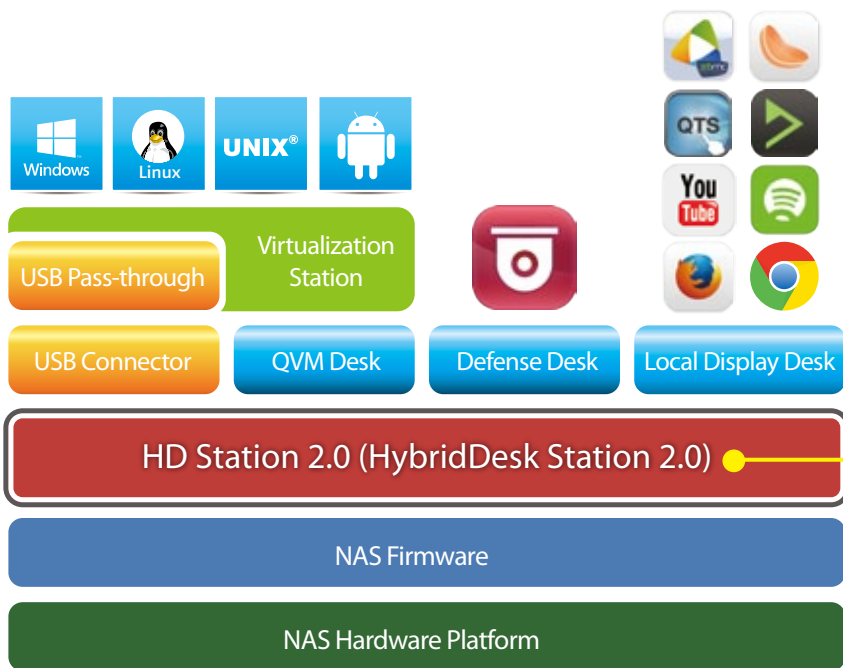 Windows
Linux
UNIX®
QTS
You
Tube
USB Pass-through
Virtualization
Station
USB Connector
QVM Desk
Defense Desk
Local Display Desk
HD Station 2.0 (HybridDesk Station 2.0)
NAS Firmware
NAS Hardware Platform